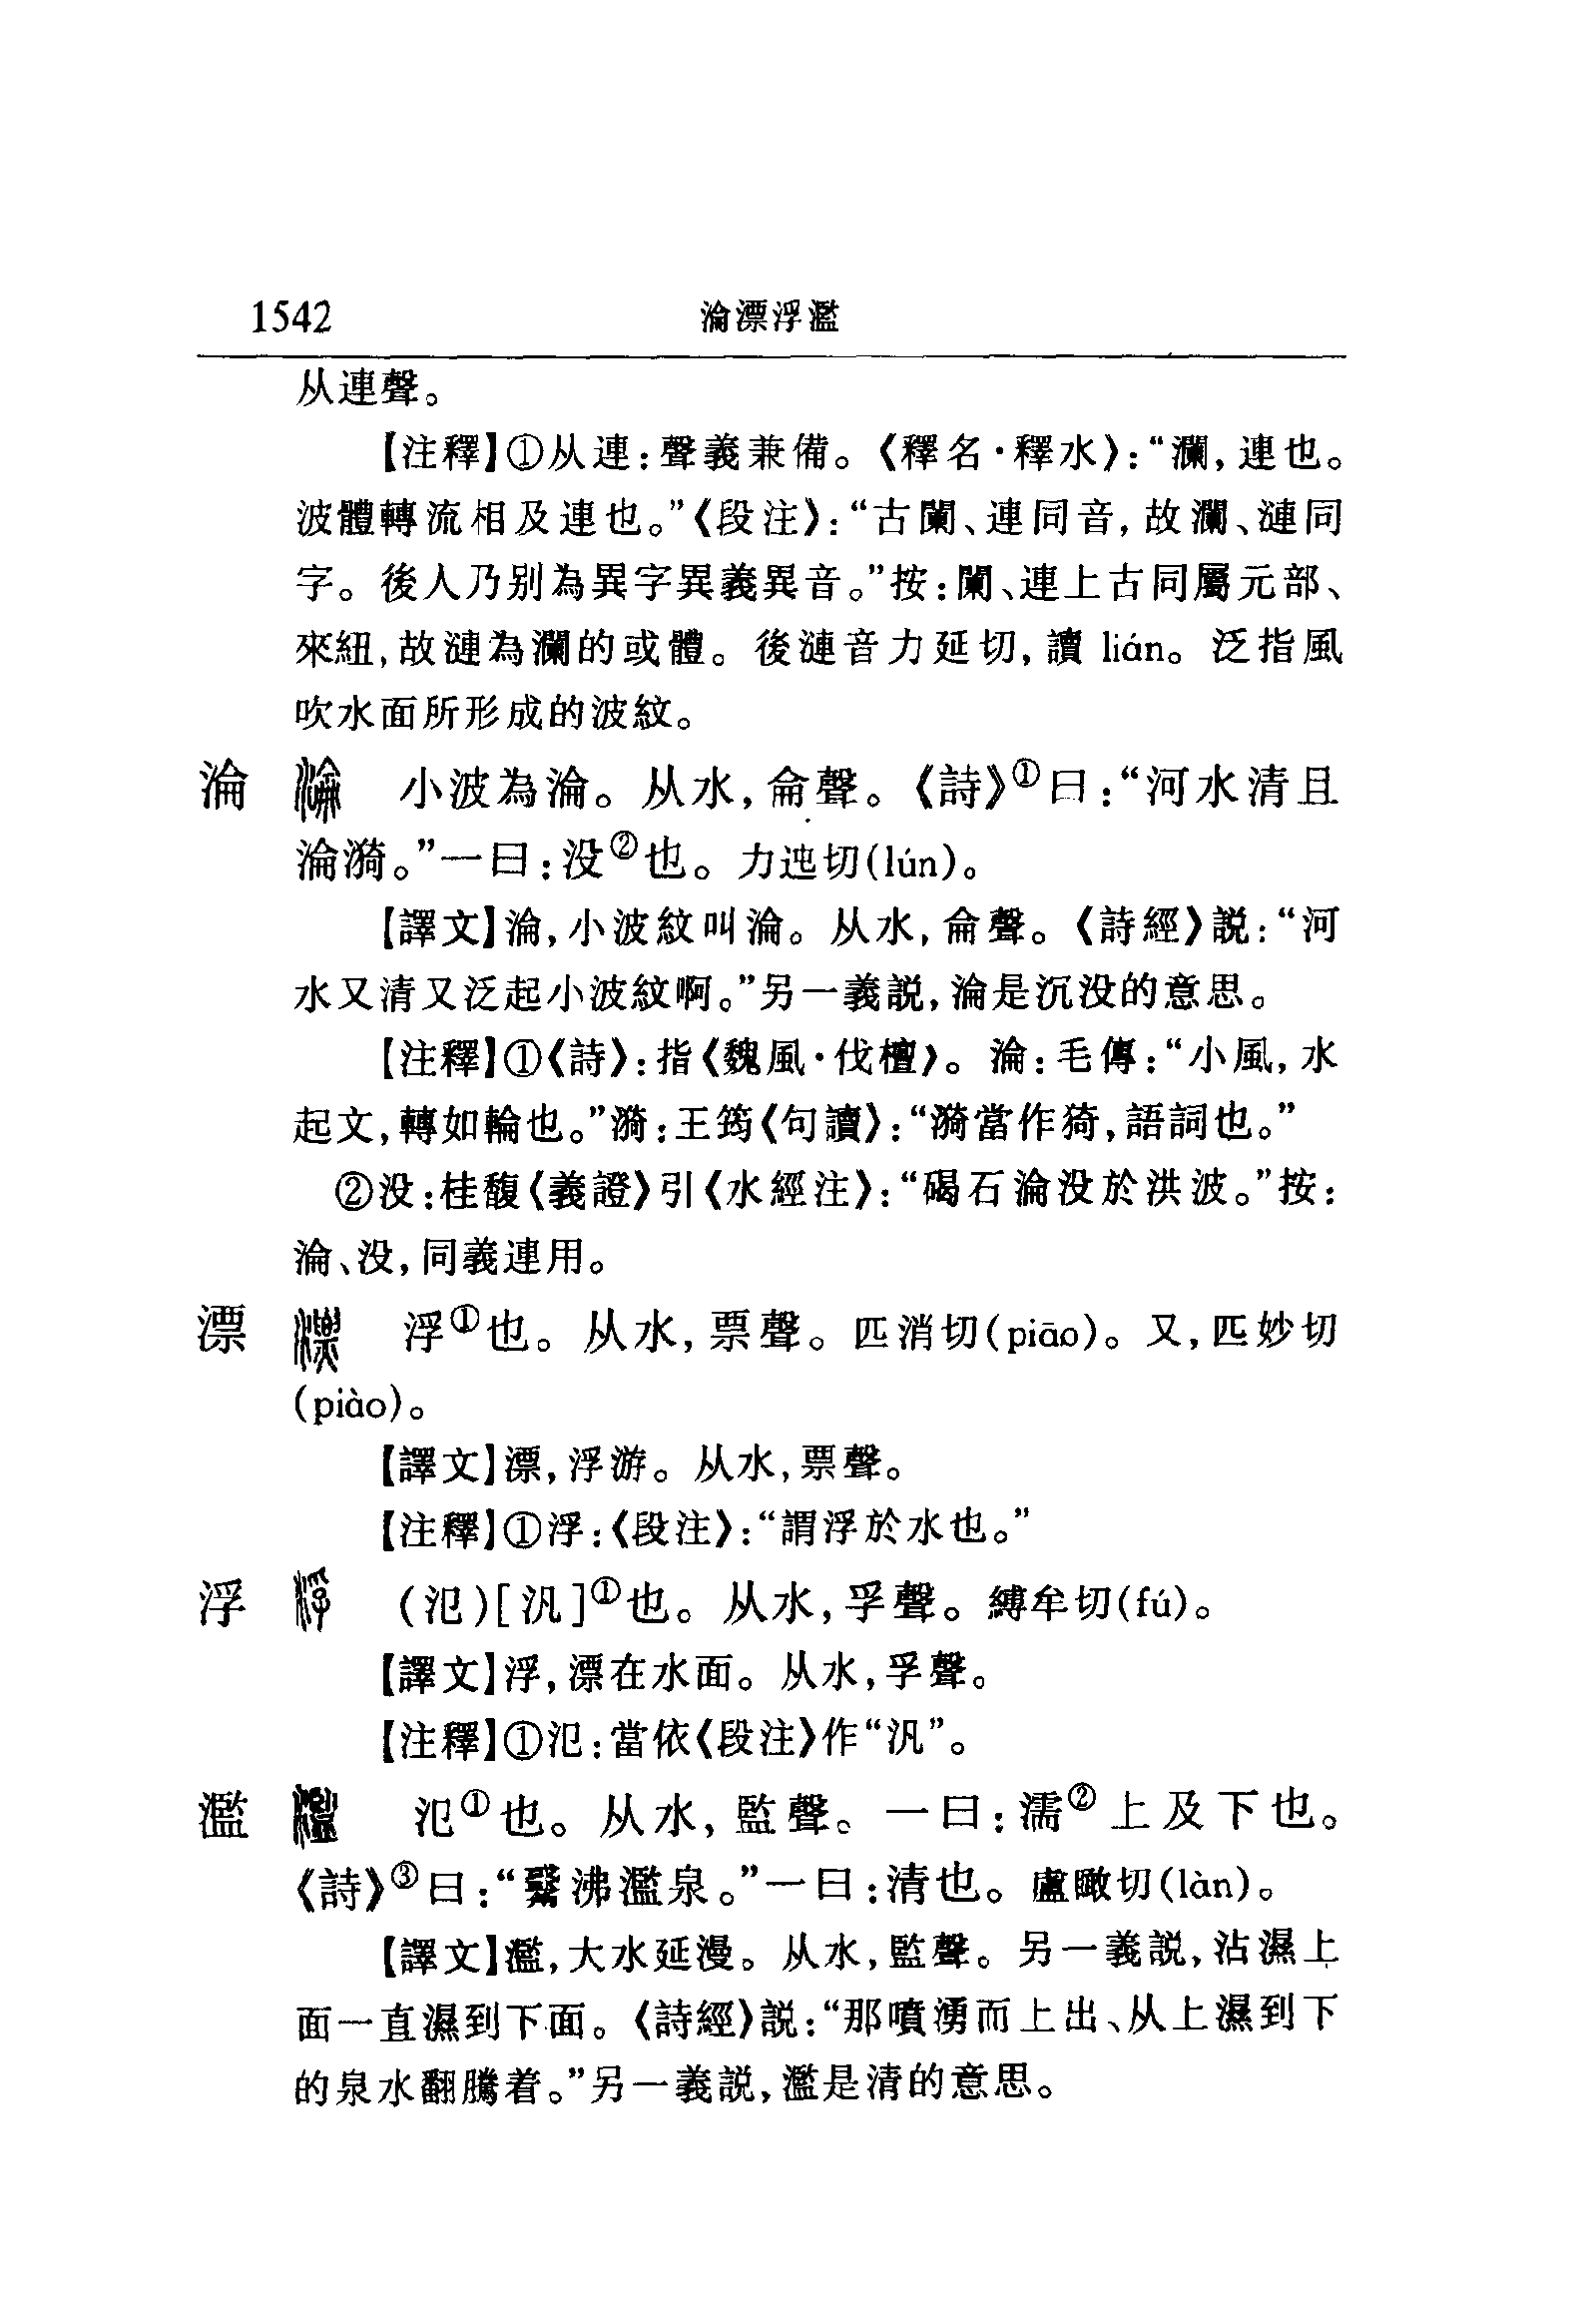 1542 淪漂浮濫
从連聲。
【注釋】①从連：聲義兼備。《釋名·釋水》：“瀾，連也。
波體轉流相及連也。”《段注》：“古闌、連同音，故瀾、漣同
字。後人乃别為異字異義異音。”按：闌、連上古同屬元部、
來紐，故漣為瀾的或體。後漣音力延切，讀 lián。泛指風
吹水面所形成的波紋。
淪 小波為淪。从水，侖聲。《詩》①曰：“河水清且
淪漪。”一曰：没②也。力迍切(lún)。
【譯文】淪，小波紋叫淪。从水，侖聲。《詩經》説：“河
水又清又泛起小波紋啊。”另一義説，淪是沉没的意思。
【注釋】①《詩》：指《魏風·伐檀》。淪：毛傳：“小風，水
起文，轉如輪也。”漪：王筠《句讀》：“漪當作猗，語詞也。”
②没：桂馥《義證》引《水經注》：“碣石淪没於洪波。”按：
淪、没，同義連用。
漂 浮①也。从水，票聲。匹消切(piāo)。又，匹妙切
(piào)。
【譯文】漂，浮游。从水，票聲。
【注釋】①浮：《段注》：“謂浮於水也。”
浮 (氾)[汎]①也。从水，孚聲。縛牟切(fú)。
【譯文】浮，漂在水面。从水，孚聲。
【注釋】①氾：當依《段注》作“汎”。
濫 氾①也。从水，監聲。一曰：濡②上及下也。
《詩》③曰：“觱沸濫泉。”一曰：清也。盧瞰切(làn)。
【譯文】濫，大水延漫。从水，監聲。另一義説，沾濕上
面一直濕到下面。《詩經》説：“那噴湧而上出、从上濕到下
的泉水翻騰着。”另一義説，濫是清的意思。